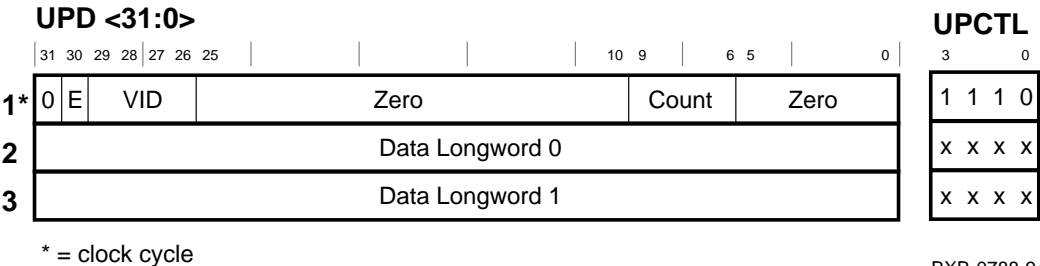 UPD <31:0> UPCTL
31 30 29 28 27 26 25 10 9 6 5 0 3 0
1* 0 E VID Zero Count Zero 1 1 1 0
2 Data Longword 0 x x x x
3 Data Longword 1 x x x x
* = clock cycle